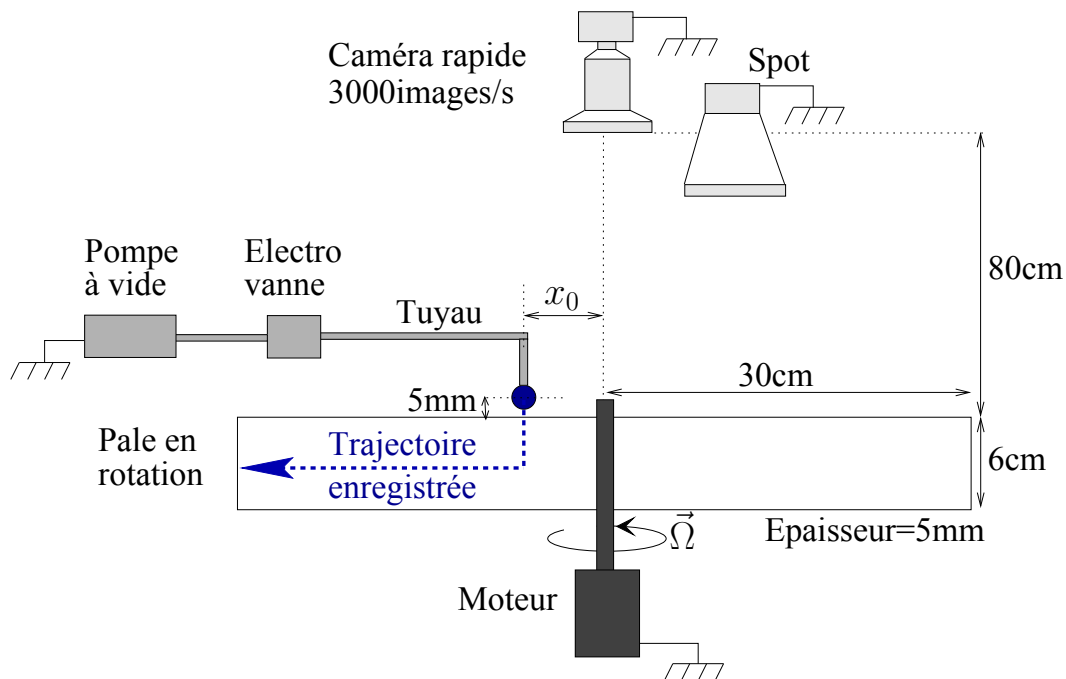 Caméra rapide
3000images/s
Spot
Pompe
à vide
Electro
vanne
Tuyau
x₀
80cm
30cm
5mm
Pale en
rotation
Trajectoire
enregistrée
6cm
Epaisseur=5mm
Ω⃗
Moteur